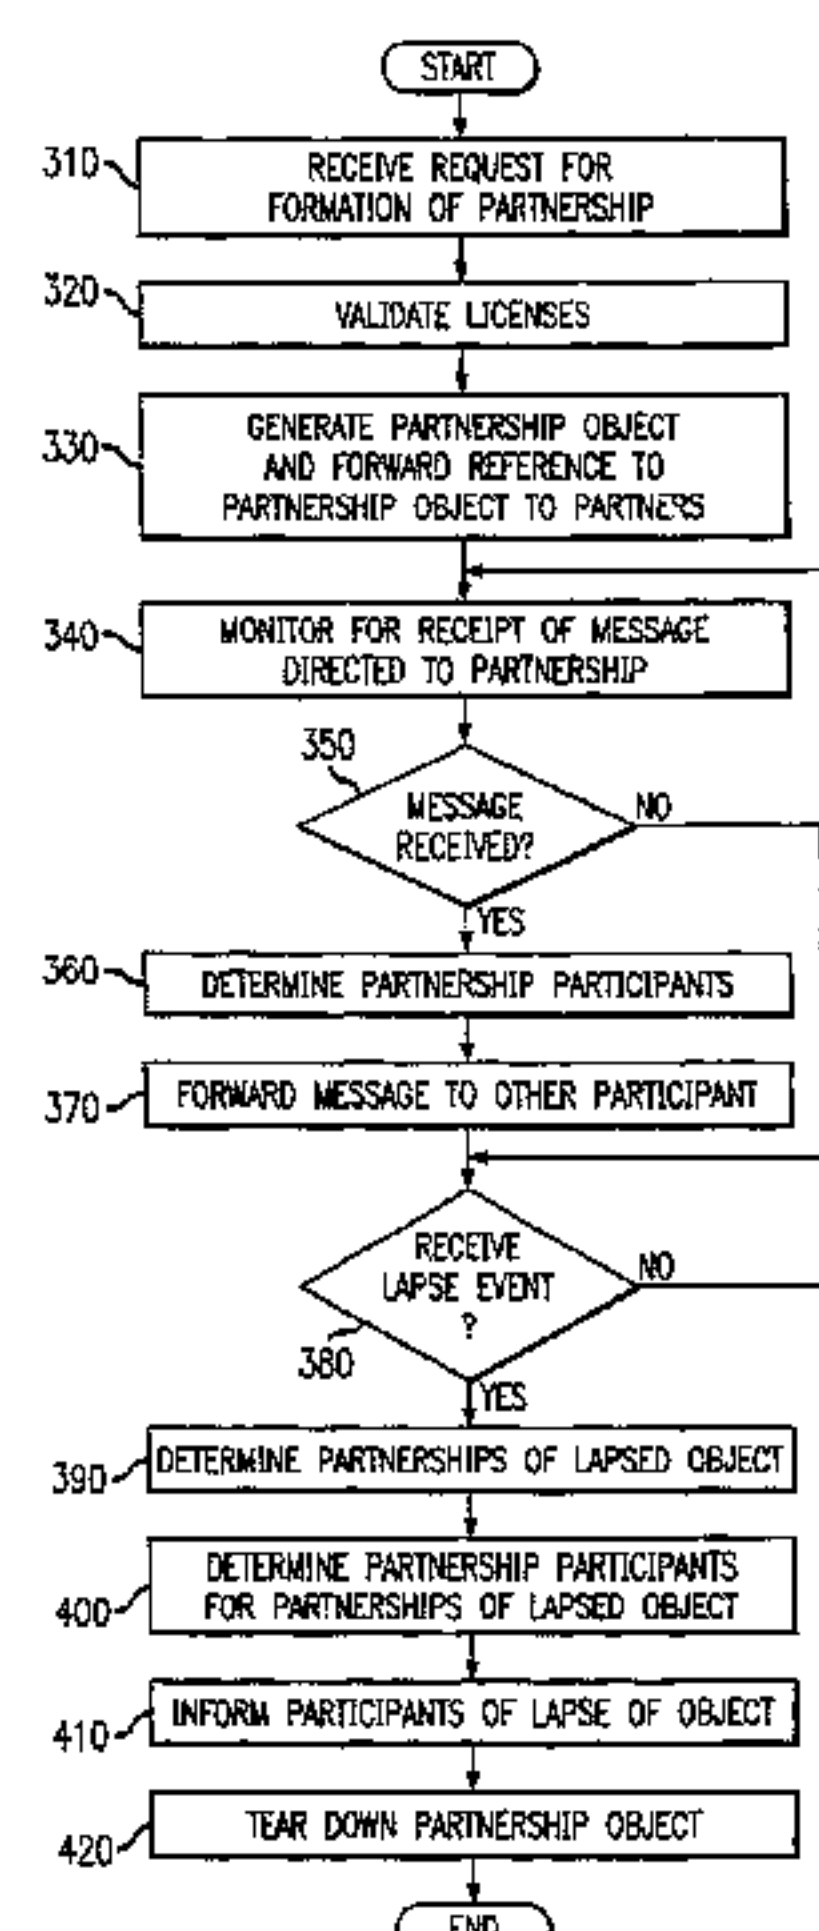 START
310
RECEIVE REQUEST FOR
FORMATION OF PARTNERSHIP
320
VALIDATE LICENSES
330
GENERATE PARTNERSHIP OBJECT
AND FORWARD REFERENCE TO
PARTNERSHIP OBJECT TO PARTNERS
340
MONITOR FOR RECEIPT OF MESSAGE
DIRECTED TO PARTNERSHIP
350
MESSAGE
RECEIVED?
NO
YES
360
DETERMINE PARTNERSHIP PARTICIPANTS
370
FORWARD MESSAGE TO OTHER PARTICIPANT
RECEIVE
LAPSE EVENT
?
NO
380
YES
390
DETERMINE PARTNERSHIPS OF LAPSED OBJECT
400
DETERMINE PARTNERSHIP PARTICIPANTS
FOR PARTNERSHIPS OF LAPSED OBJECT
410
INFORM PARTICIPANTS OF LAPSE OF OBJECT
420
TEAR DOWN PARTNERSHIP OBJECT
END